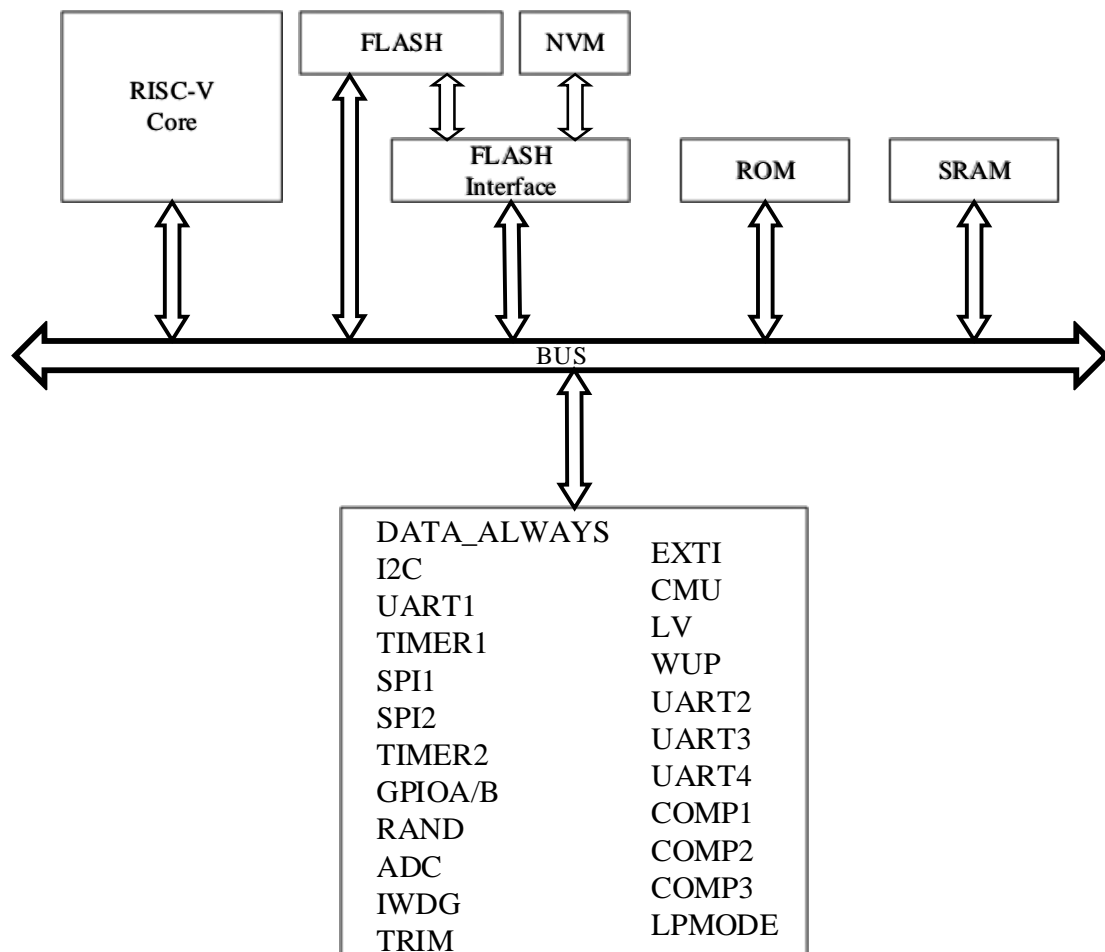 RISC-V
Core
FLASH
NVM
FLASH
Interface
ROM
SRAM
BUS
DATA_ALWAYS
I2C
UART1
TIMER1
SPI1
SPI2
TIMER2
GPIOA/B
RAND
ADC
IWDG
TRIM
EXTI
CMU
LV
WUP
UART2
UART3
UART4
COMP1
COMP2
COMP3
LPMODE